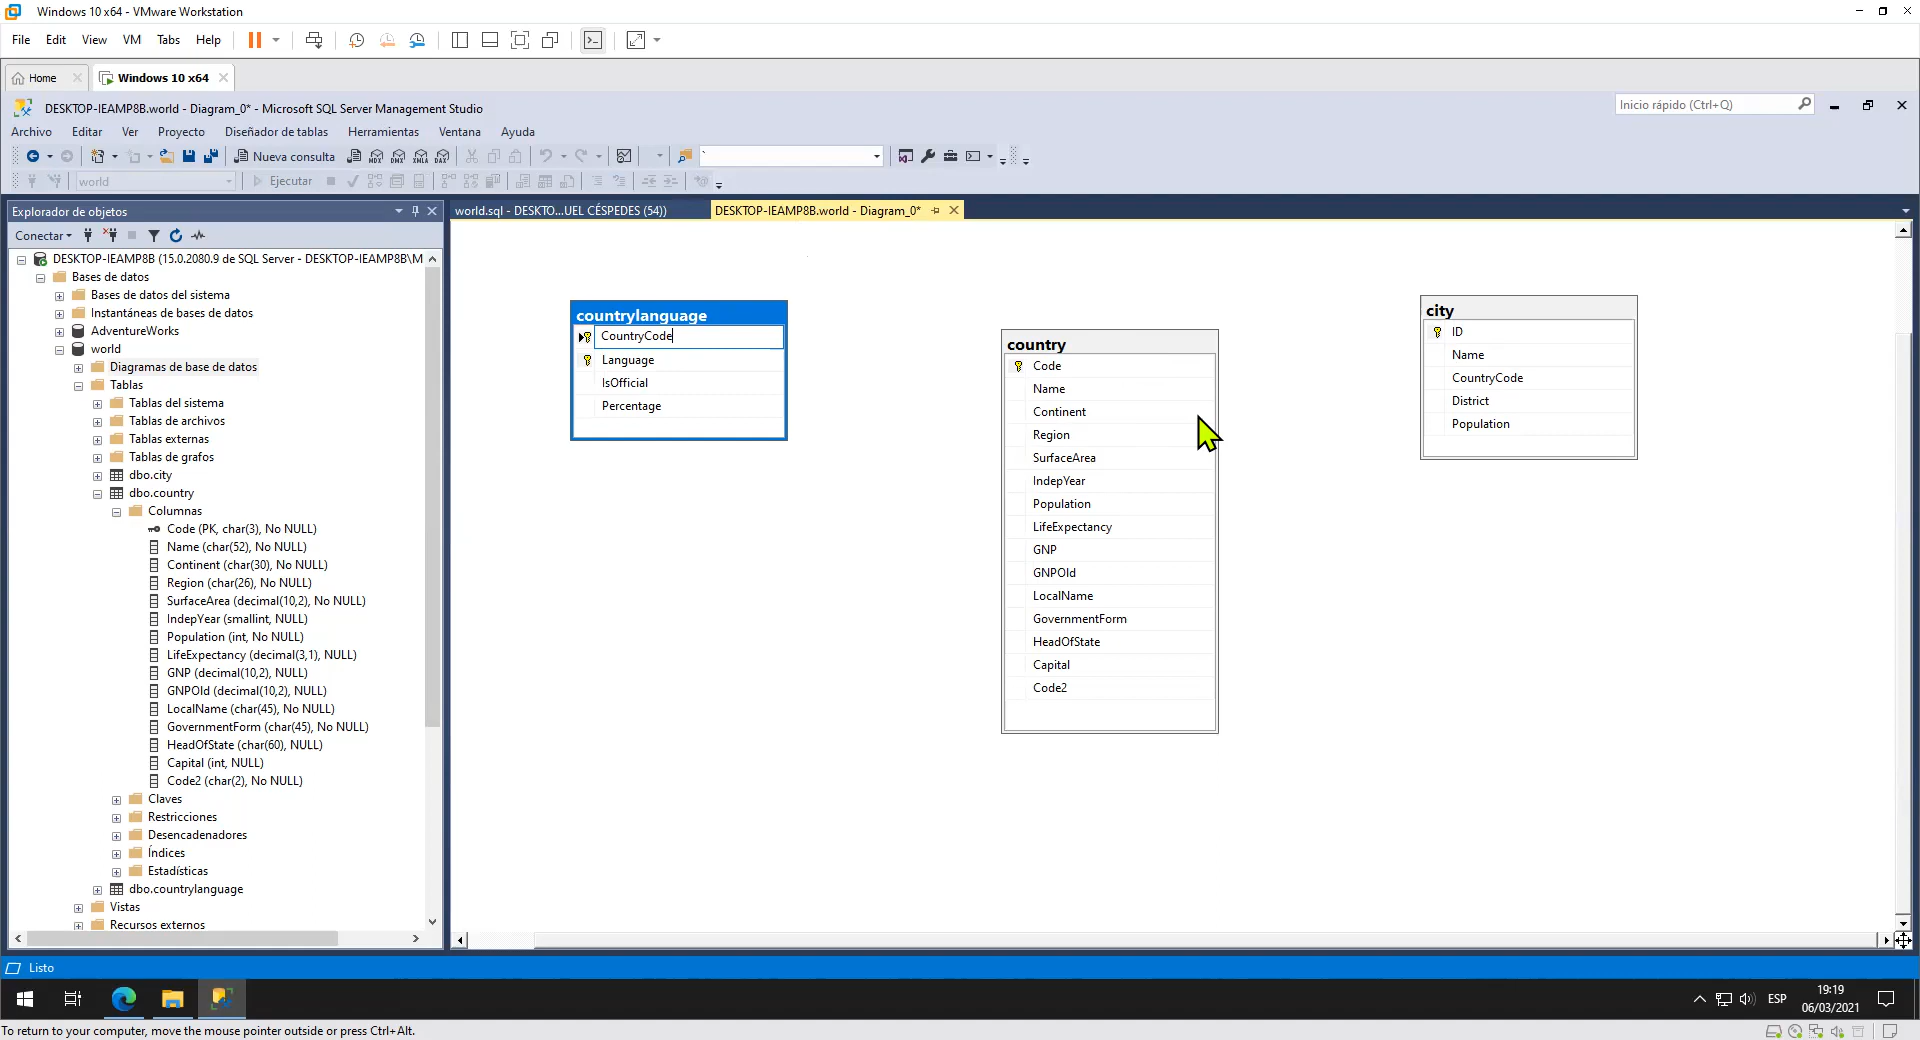 Windows 10 x64 - VMware Workstation
File Edit View VM Tabs Help
Home Windows 10 x64
DESKTOP-IEAMP8B.world - Diagram_0* - Microsoft SQL Server Management Studio
Inicio rápido (Ctrl+Q)
Archivo Editar Ver Proyecto Diseñador de tablas Herramientas Ventana Ayuda
Nueva consulta MDX DMX XMLA DAX
world Ejecutar
Explorador de objetos
world.sql - DESKTO...UEL CÉSPEDES (54)) DESKTOP-IEAMP8B.world - Diagram_0*
Conectar
DESKTOP-IEAMP8B (15.0.2080.9 de SQL Server - DESKTOP-IEAMP8B\M
Bases de datos
Bases de datos del sistema
Instantáneas de bases de datos
AdventureWorks
world
Diagramas de base de datos
Tablas
Tablas del sistema
Tablas de archivos
Tablas externas
Tablas de grafos
dbo.city
dbo.country
Columnas
Code (PK, char(3), No NULL)
Name (char(52), No NULL)
Continent (char(30), No NULL)
Region (char(26), No NULL)
SurfaceArea (decimal(10,2), No NULL)
IndepYear (smallint, NULL)
Population (int, No NULL)
LifeExpectancy (decimal(3,1), NULL)
GNP (decimal(10,2), NULL)
GNPOld (decimal(10,2), NULL)
LocalName (char(45), No NULL)
GovernmentForm (char(45), No NULL)
HeadOfState (char(60), NULL)
Capital (int, NULL)
Code2 (char(2), No NULL)
Claves
Restricciones
Desencadenadores
Índices
Estadísticas
dbo.countrylanguage
Vistas
Recursos externos
countrylanguage
CountryCode
Language
IsOfficial
Percentage
country
Code
Name
Continent
Region
SurfaceArea
IndepYear
Population
LifeExpectancy
GNP
GNPOld
LocalName
GovernmentForm
HeadOfState
Capital
Code2
city
ID
Name
CountryCode
District
Population
Listo
ESP
19:19
06/03/2021
To return to your computer, move the mouse pointer outside or press Ctrl+Alt.